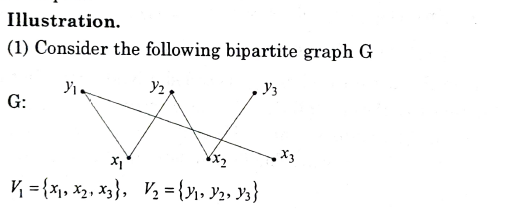 Illustration.
(1) Consider the following bipartite graph G
y₁ y₂ y₃
G:
x₁ x₂ x₃
V₁ = {x₁, x₂, x₃}, V₂ = {y₁, y₂, y₃}